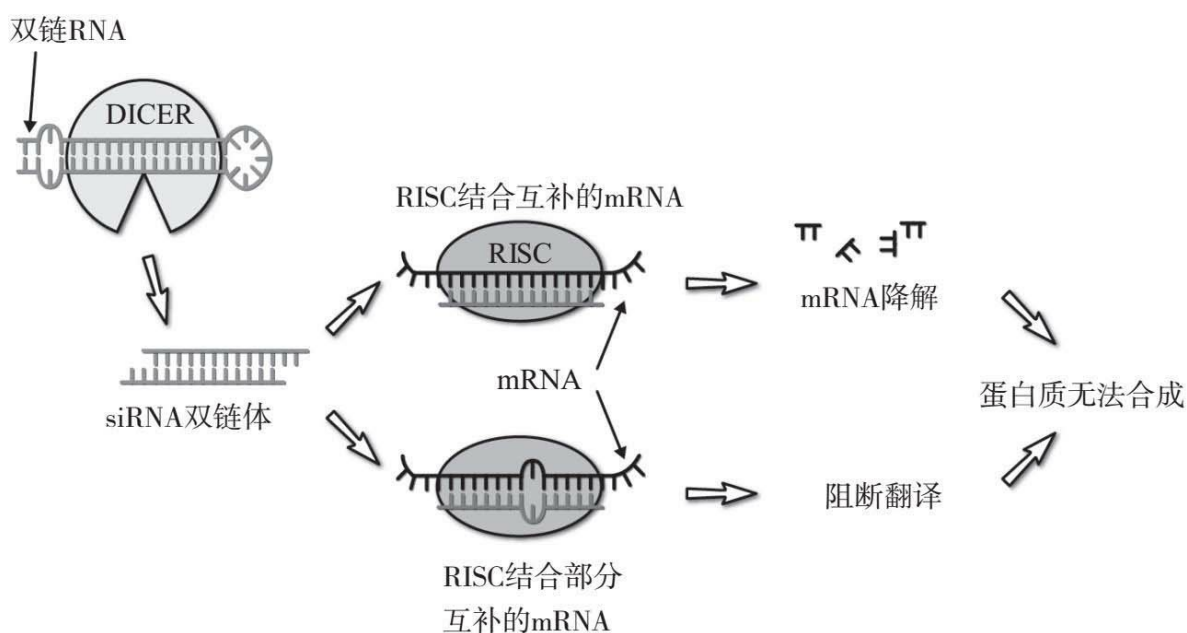 双链RNA
DICER
RISC结合互补的mRNA
RISC
mRNA降解
mRNA
siRNA双链体
蛋白质无法合成
阻断翻译
RISC结合部分
互补的mRNA